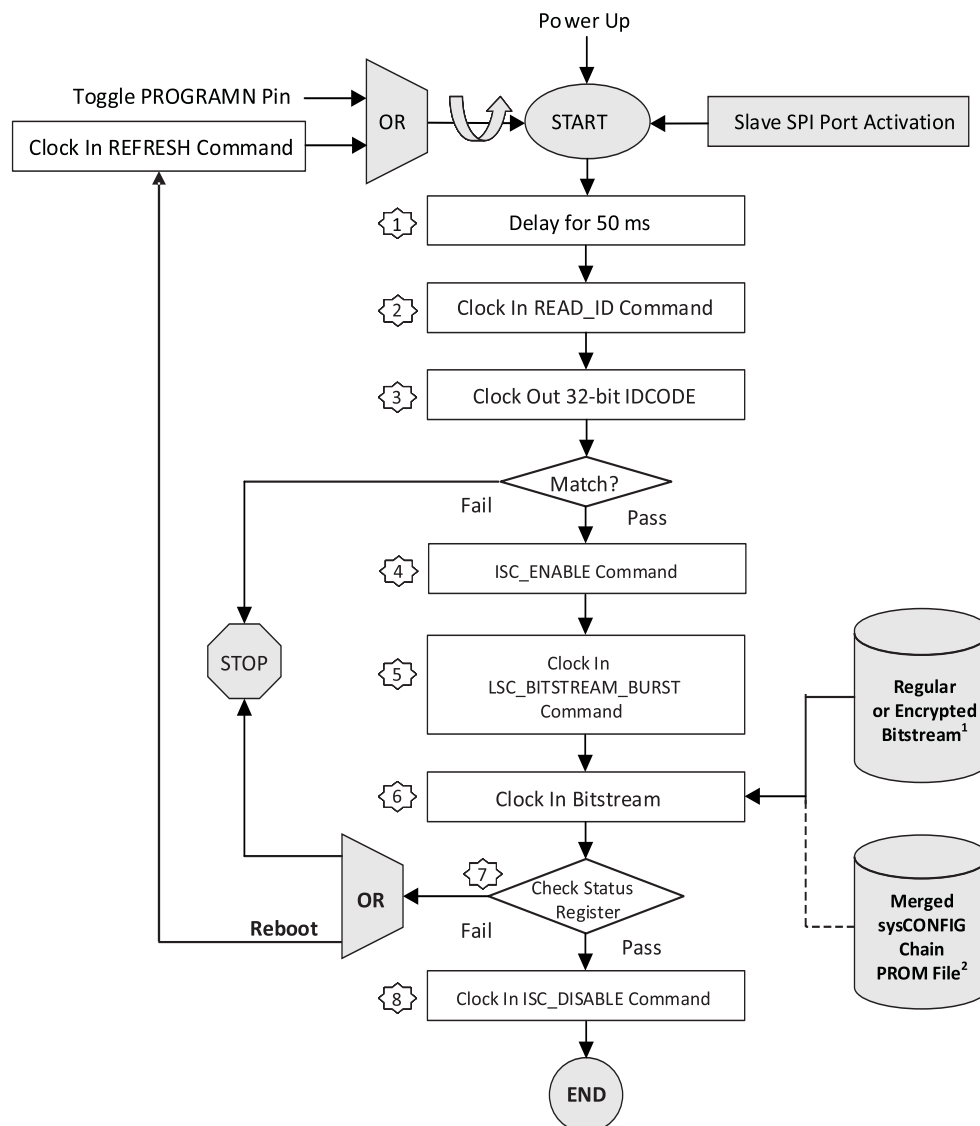 Power Up
Toggle PROGRAMN Pin
OR
START
Slave SPI Port Activation
Clock In REFRESH Command
1
Delay for 50 ms
2
Clock In READ_ID Command
3
Clock Out 32-bit IDCODE
Match?
Fail
Pass
4
ISC_ENABLE Command
STOP
5
Clock In
LSC_BITSTREAM_BURST
Command
Regular
or Encrypted
Bitstream1
6
Clock In Bitstream
7
Check Status
Register
OR
Reboot
Fail
Pass
Merged
sysCONFIG
Chain
PROM File2
8
Clock In ISC_DISABLE Command
END